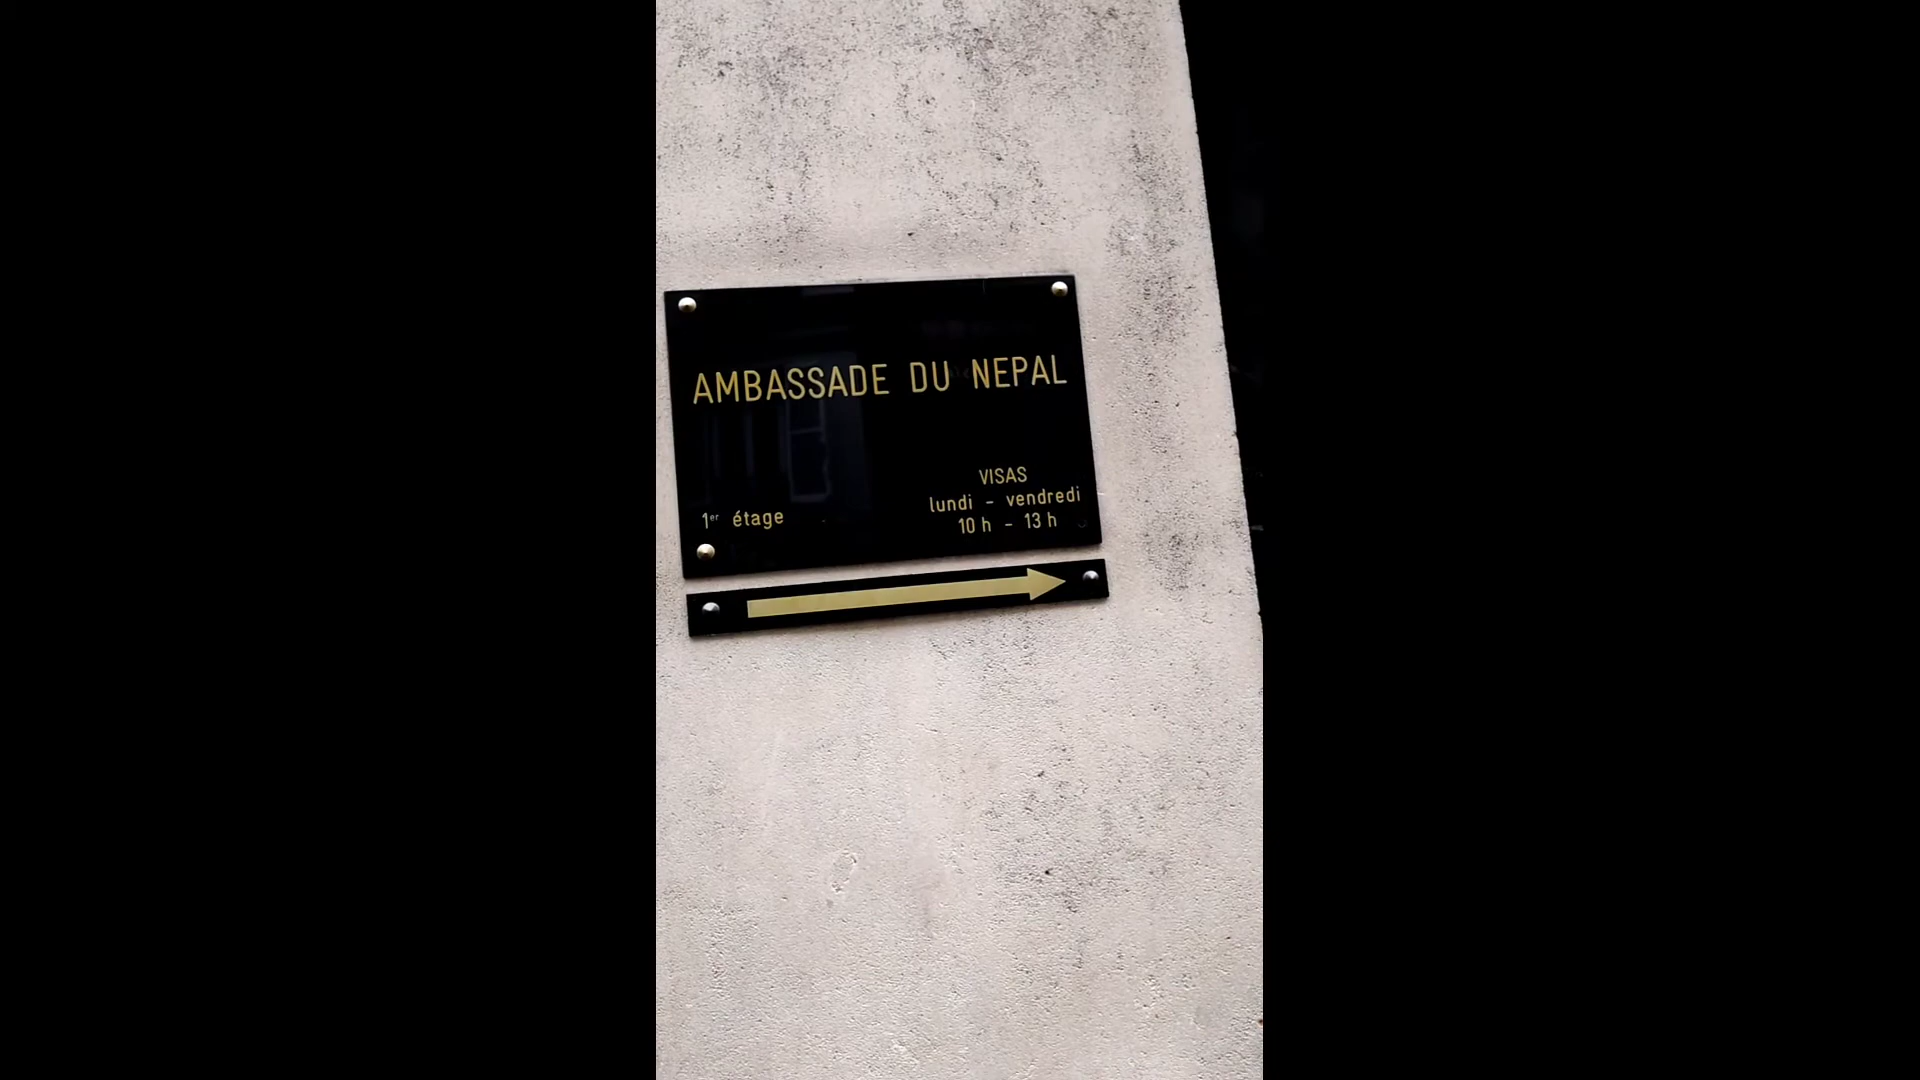 AMBASSADE DU NEPAL
VISAS
lundi - vendredi
10 h - 13 h
1er étage